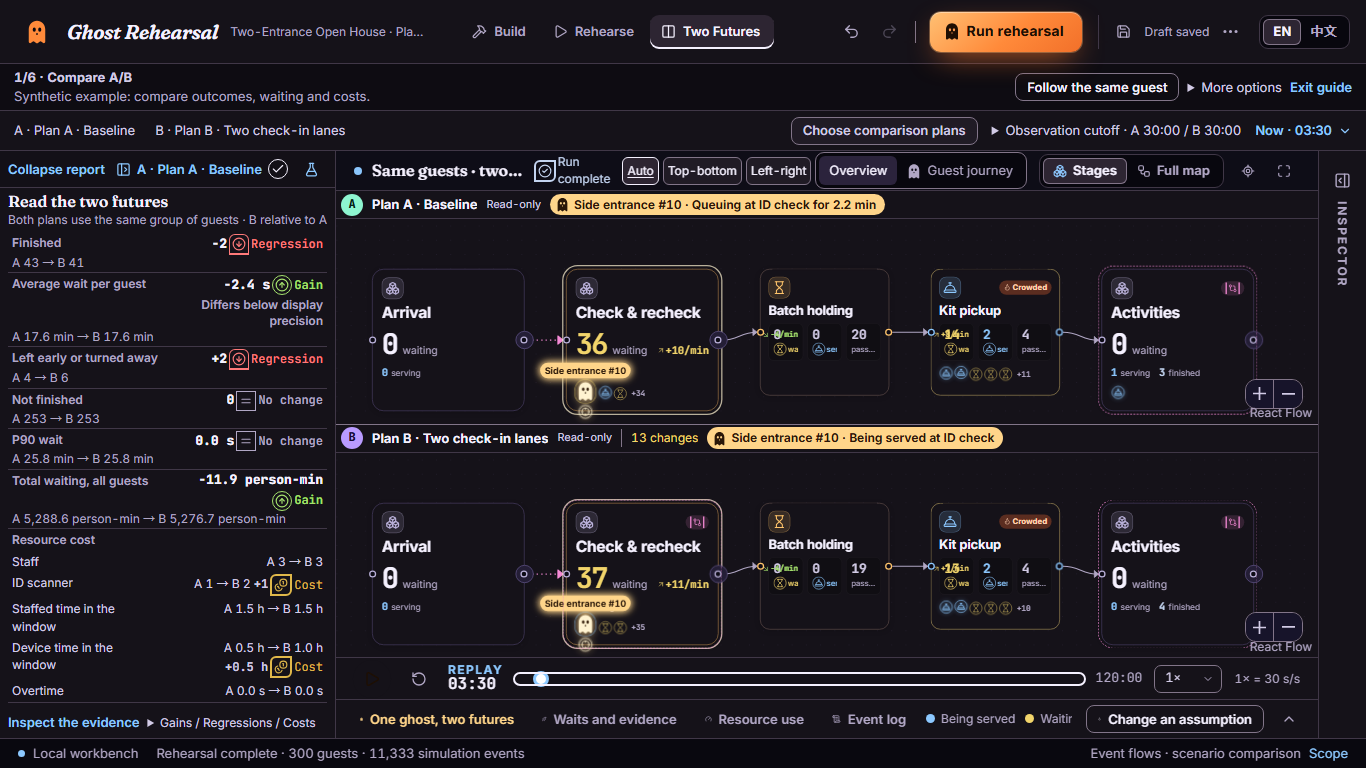 Ghost Rehearsal
Two-Entrance Open House · Pla...
Build
Rehearse
Two Futures
Run rehearsal
Draft saved
EN
中文
1/6 · Compare A/B
Synthetic example: compare outcomes, waiting and costs.
Follow the same guest
More options
Exit guide
A · Plan A · Baseline
B · Plan B · Two check-in lanes
Choose comparison plans
Observation cutoff · A 30:00 / B 30:00
Now · 03:30
Collapse report
A · Plan A · Baseline
Read the two futures
Both plans use the same group of guests · B relative to A
Finished
-2 Regression
A 43 → B 41
Average wait per guest
-2.4 s Gain
Differs below display
precision
A 17.6 min → B 17.6 min
Left early or turned away
+2 Regression
A 4 → B 6
Not finished
0 No change
A 253 → B 253
P90 wait
0.0 s No change
A 25.8 min → B 25.8 min
Total waiting, all guests
-11.9 person-min
Gain
A 5,288.6 person-min → B 5,276.7 person-min
Resource cost
Staff
A 3 → B 3
ID scanner
A 1 → B 2 +1 Cost
Staffed time in the
window
A 1.5 h → B 1.5 h
Device time in the
window
A 0.5 h → B 1.0 h
+0.5 h Cost
Overtime
A 0.0 s → B 0.0 s
Inspect the evidence
Gains / Regressions / Costs
Same guests · two...
Run
complete
Auto
Top-bottom
Left-right
Overview
Guest journey
Stages
Full map
INSPECTOR
A
Plan A · Baseline
Read-only
Side entrance #10 · Queuing at ID check for 2.2 min
Arrival
0 waiting
0 serving
Check & recheck
36 waiting
+10/min
Side entrance #10
+34
Batch holding
0
20
pass...
Crowded
Kit pickup
2
4
pass...
+11
Activities
0 waiting
1 serving 3 finished
React Flow
B
Plan B · Two check-in lanes
Read-only
13 changes
Side entrance #10 · Being served at ID check
Arrival
0 waiting
0 serving
Check & recheck
37 waiting
+11/min
Side entrance #10
+35
Batch holding
0
19
pass...
Crowded
Kit pickup
2
4
pass...
+10
Activities
0 waiting
0 serving 4 finished
React Flow
REPLAY
03:30
120:00
1×
1× = 30 s/s
One ghost, two futures
Waits and evidence
Resource use
Event log
Being served
Waitir
Change an assumption
Local workbench
Rehearsal complete · 300 guests · 11,333 simulation events
Event flows · scenario comparison
Scope